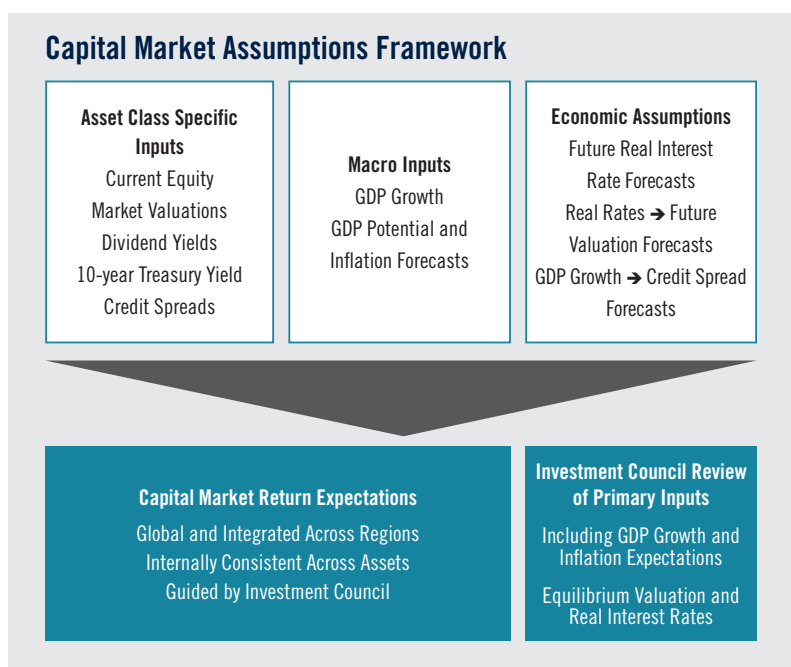 Capital Market Assumptions Framework
Asset Class Specific
Inputs
Current Equity
Market Valuations
Dividend Yields
10-year Treasury Yield
Credit Spreads
Macro Inputs
GDP Growth
GDP Potential and
Inflation Forecasts
Economic Assumptions
Future Real Interest
Rate Forecasts
Real Rates ➔ Future
Valuation Forecasts
GDP Growth ➔ Credit Spread
Forecasts
Capital Market Return Expectations
Global and Integrated Across Regions
Internally Consistent Across Assets
Guided by Investment Council
Investment Council Review
of Primary Inputs
Including GDP Growth and
Inflation Expectations
Equilibrium Valuation and
Real Interest Rates